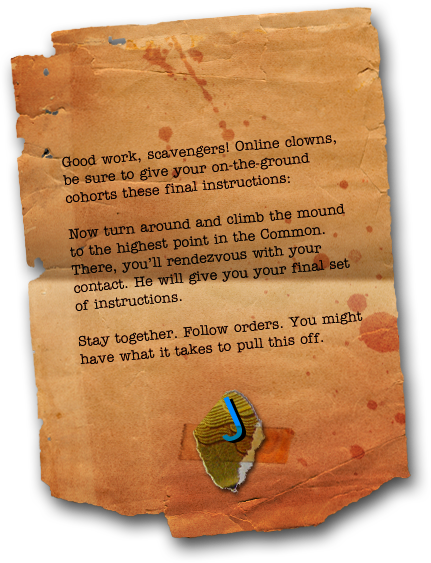 Good work, scavengers! Online clowns,
be sure to give your on-the-ground
cohorts these final instructions:
Now turn around and climb the mound
to the highest point in the Common.
There, you'll rendezvous with your
contact. He will give you your final set
of instructions.
Stay together. Follow orders. You might
have what it takes to pull this off.
J